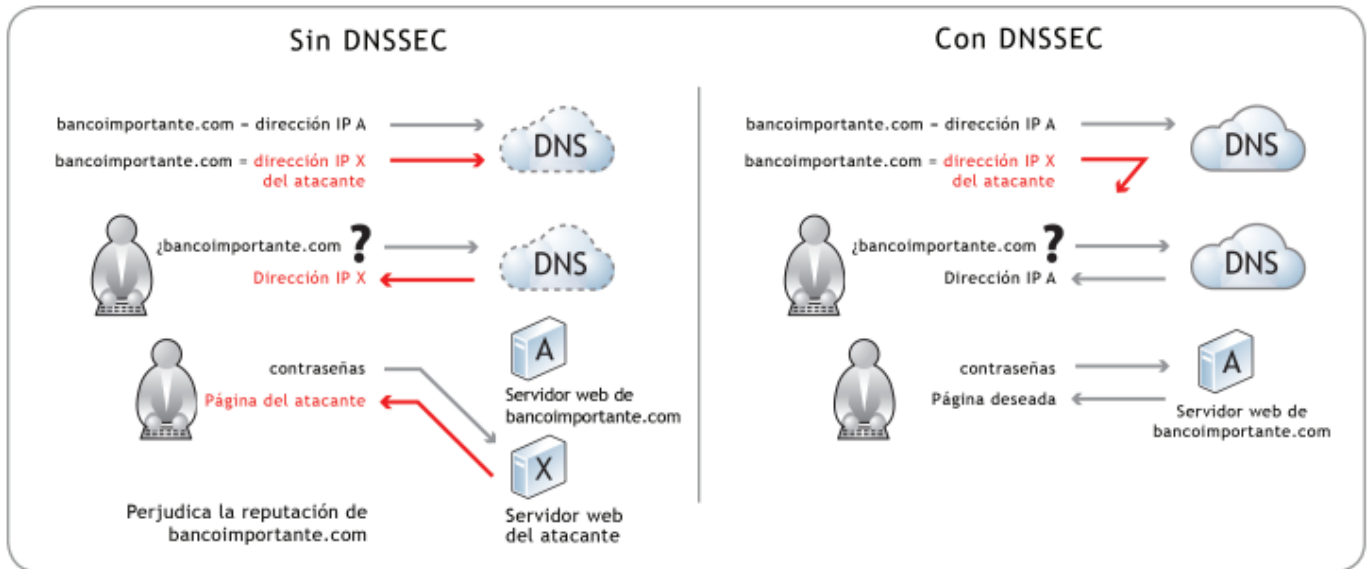 Sin DNSSEC
bancoimportante.com - dirección IP A
DNS
bancoimportante.com = dirección IP X
del atacante
¿bancoimportante.com ?
DNS
Dirección IP X
A
contraseñas
Página del atacante
Servidor web de
bancoimportante.com
X
Servidor web
del atacante
Perjudica la reputación de
bancoimportante.com
Con DNSSEC
bancoimportante.com - dirección IP A
DNS
bancoimportante.com = dirección IP X
del atacante
¿bancoimportante.com ?
DNS
Dirección IP A
contraseñas
A
Página deseada
Servidor web de
bancoimportante.com